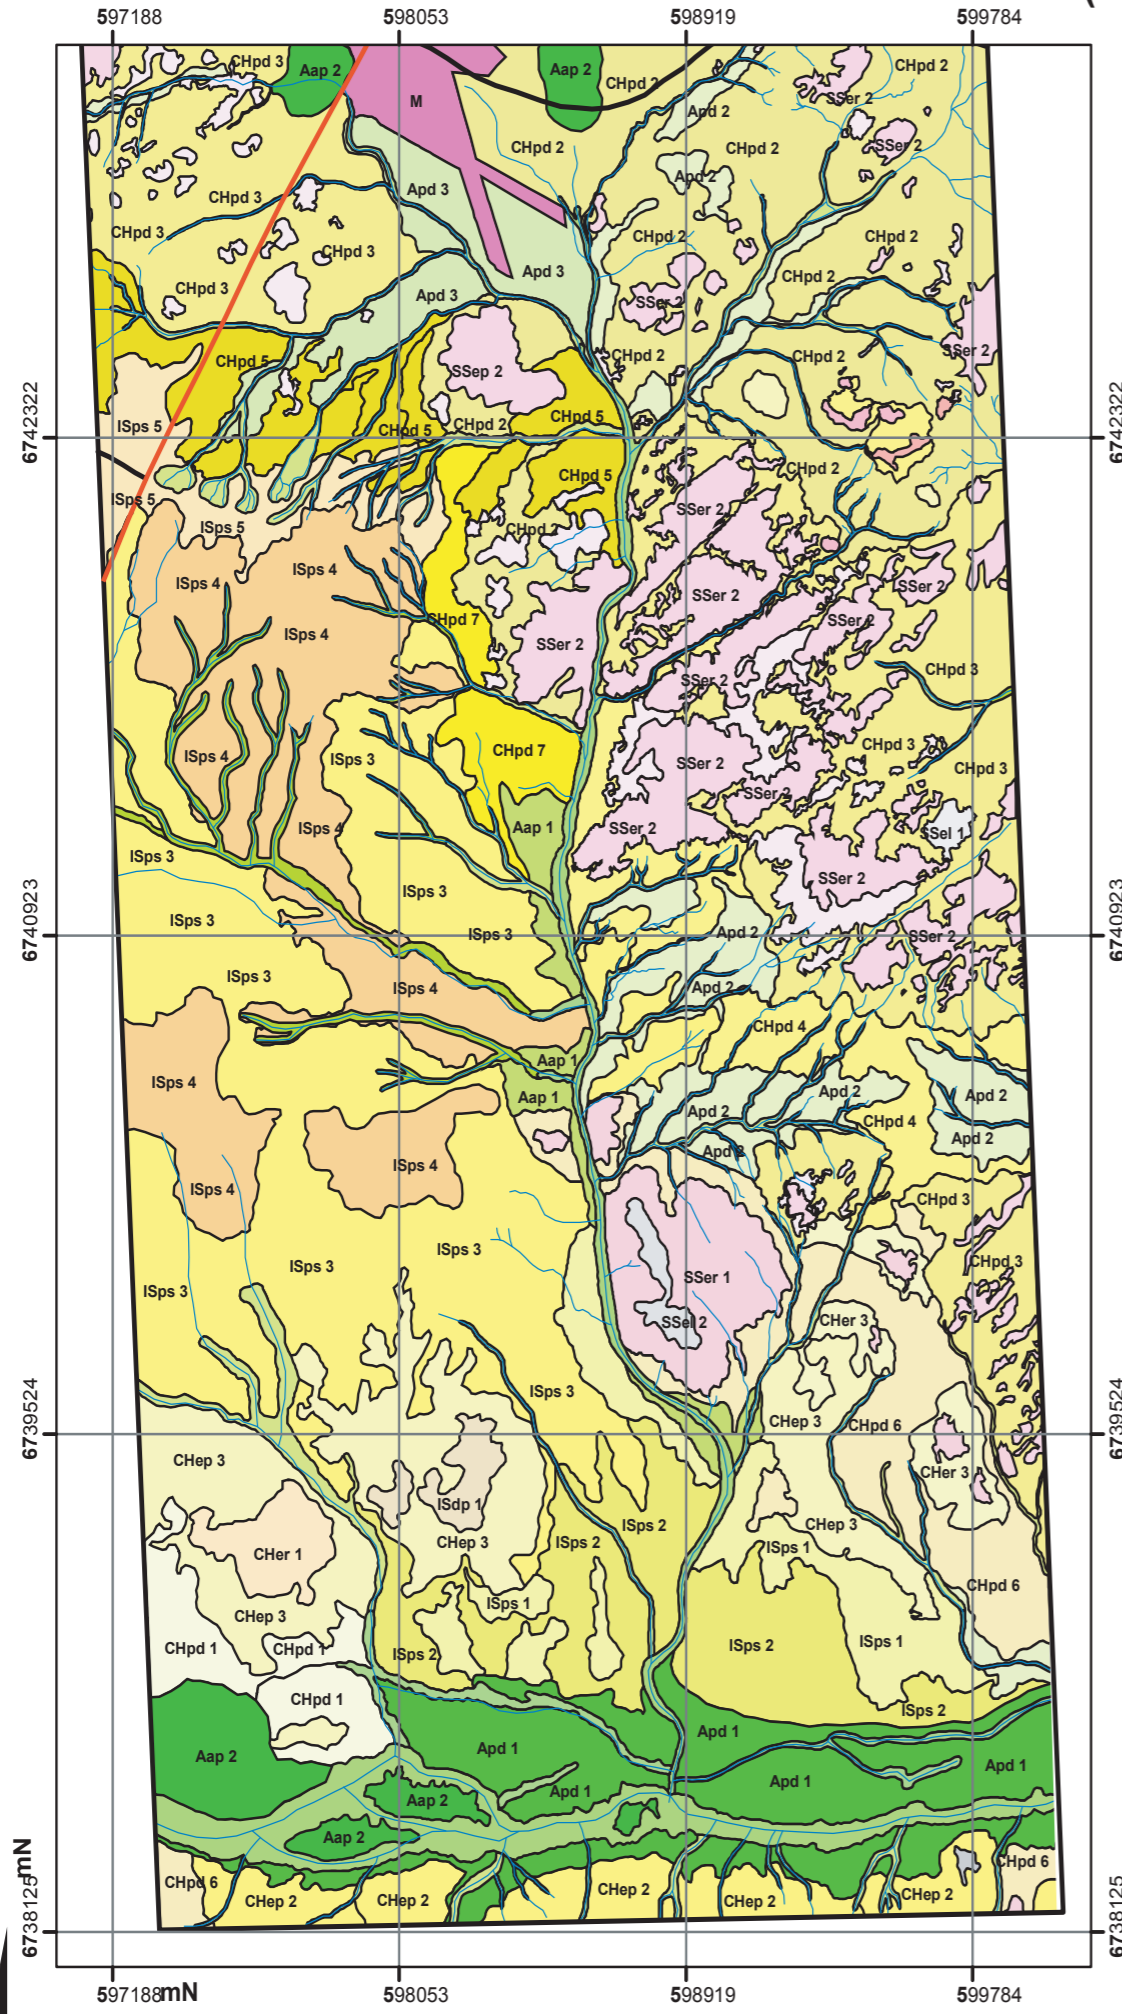 597188 598053 598919 599784
CHpd 3 Aap 2 M Aap 2 CHpd 2 CHpd 2
SSer 2
Apd 2
CHpd 2 CHpd 2 SSer 2
Apd 3 Apd 2
CHpd 3
CHpd 3 CHpd 3 CHpd 2 CHpd 2
Apd 3 CHpd 2
CHpd 3 Apd 3 SSer 2
CHpd 5 SSep 2 CHpd 2 CHpd 2 SSer 2
6742322 6742322
ISps 5 CHpd 5 CHpd 2 CHpd 5
CHpd 5 CHpd 2
ISps 5 ISps 5 CHpd 2 SSer 2
ISps 4 ISps 4 SSer 2 SSer 2
CHpd 7 SSer 2
ISps 4 SSer 2
SSer 2 CHpd 3
ISps 4 ISps 3 CHpd 7 SSer 2 CHpd 3 CHpd 3
SSer 2
ISps 4 Aap 1 SSer 2 SSel 1
ISps 3 SSer 2
ISps 3
6740923 6740923
ISps 3 ISps 3 Apd 2 SSer 2
ISps 3 ISps 4 Apd 2
CHpd 4
Aap 1
ISps 4 Aap 1 Apd 2 Apd 2 Apd 2
CHpd 4 Apd 2
ISps 4 Apd 2
ISps 4 CHpd 3
ISps 3 ISps 3 SSer 1 CHpd 3
ISps 3 SSel 2 CHer 3
ISps 3
6739524 6739524
CHep 3 CHpd 6
CHep 3 CHer 3
ISdp 1
ISps 2 CHep 3
CHer 1 CHep 3 ISps 2 ISps 1
CHpd 6
CHep 3 ISps 1
CHpd 1 CHpd 1 ISps 2 ISps 2 ISps 1
CHpd 1 ISps 2
Aap 2 Apd 1 Apd 1 Apd 1
Aap 2 Apd 1 Apd 1
Aap 2
CHpd 6 CHep 2 CHep 2 CHep 2 CHep 2 CHep 2 CHpd 6
6738125mN 6738125
597188mN 598053 598919 599784